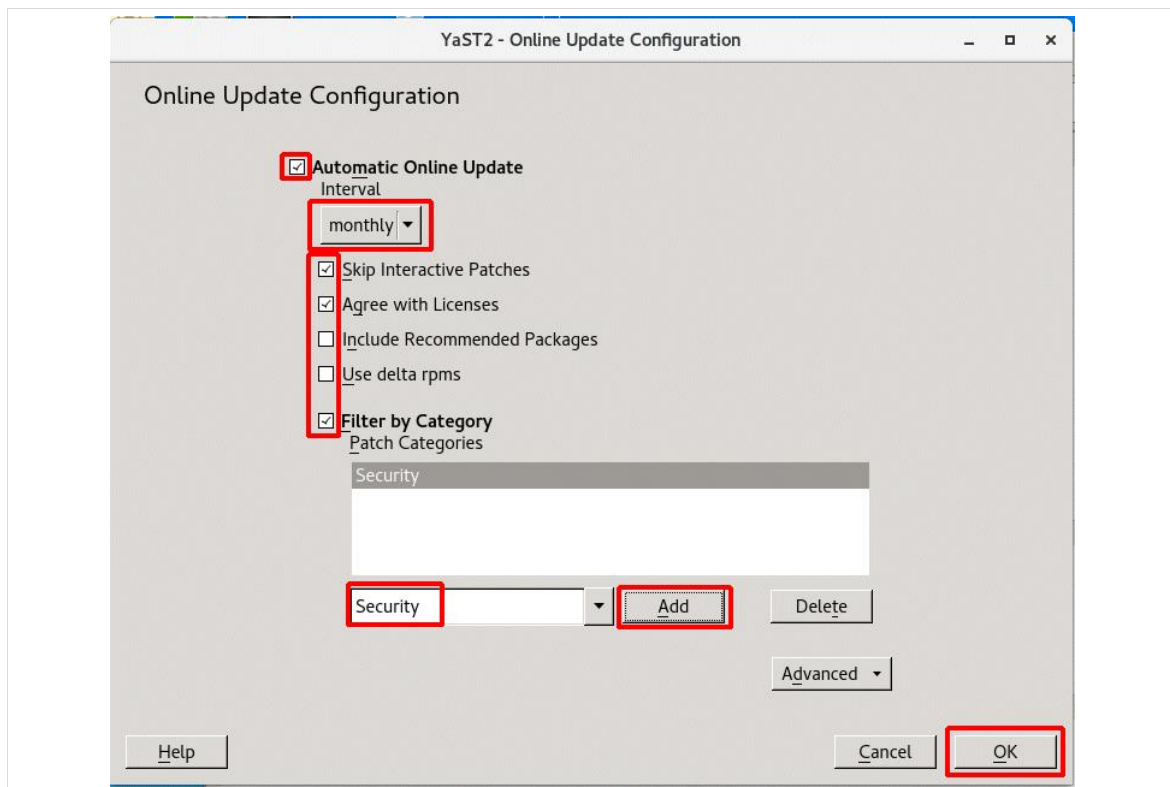 YaST2 - Online Update Configuration
Online Update Configuration
Automatic Online Update
Interval
monthly
Skip Interactive Patches
Agree with Licenses
Include Recommended Packages
Use delta rpms
Filter by Category
Patch Categories
Security
Security Add Delete
Advanced
Help Cancel OK